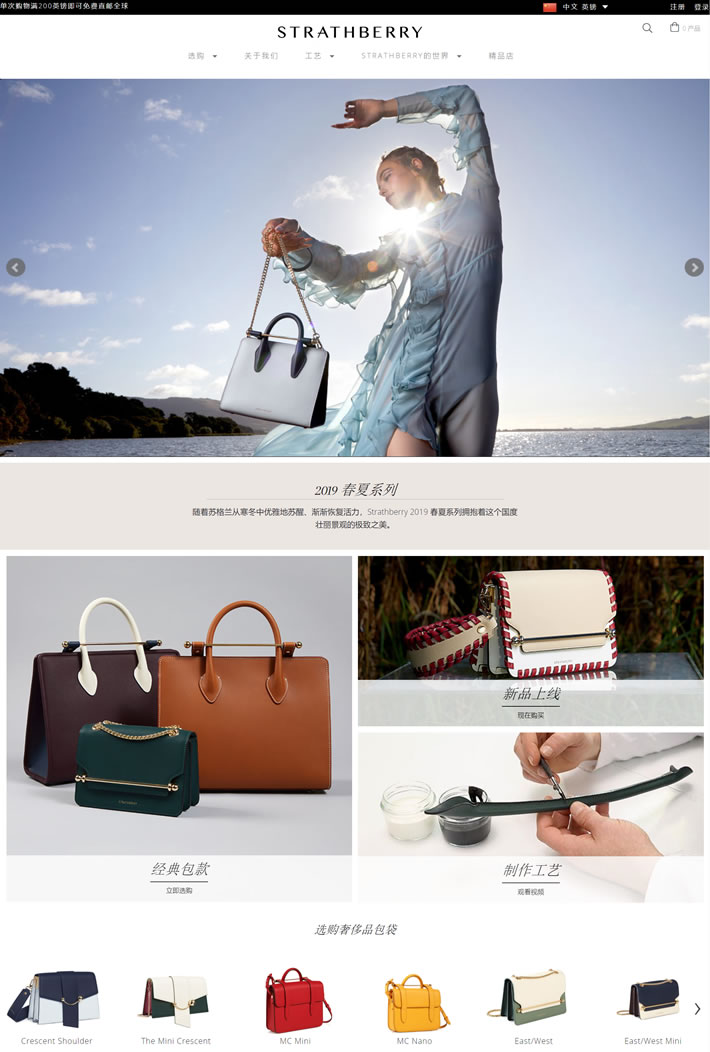 单次购物满200英镑即可免费直邮全球
中文 英镑
注册 登录
STRATHBERRY
0 产品
选购 关于我们 工艺 STRATHBERRY的世界 精品店
2019 春夏系列
随着苏格兰从寒冬中优雅地苏醒、渐渐恢复活力，Strathberry 2019 春夏系列拥抱着这个国度
壮丽景观的极致之美。
新品上线
现在购买
经典包款
立即选购
制作工艺
观看视频
选购奢侈品包袋
Crescent Shoulder
The Mini Crescent
MC Mini
MC Nano
East/West
East/West Mini